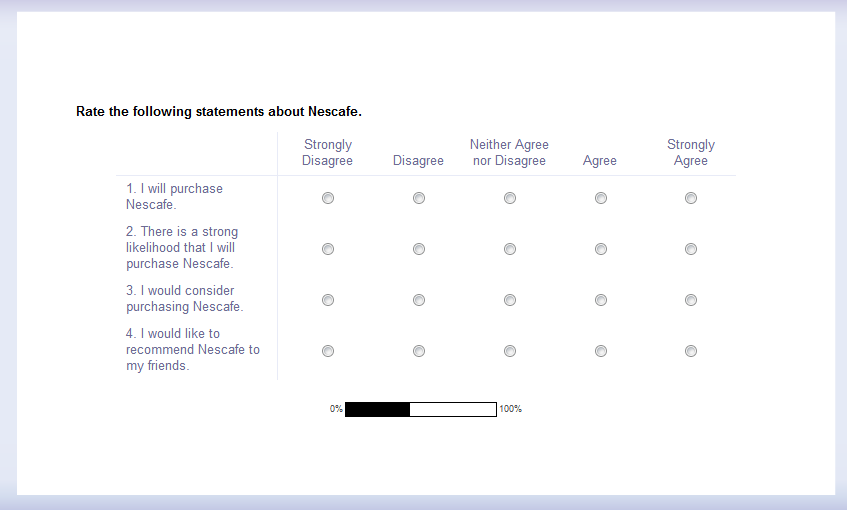 Rate the following statements about Nescafe.
Strongly Disagree
Disagree
Neither Agree nor Disagree
Agree
Strongly Agree
1. I will purchase
Nescafe.
2. There is a strong
likelihood that I will
purchase Nescafe.
3. I would consider
purchasing Nescafe.
4. I would like to
recommend Nescafe to
my friends.
0% 100%